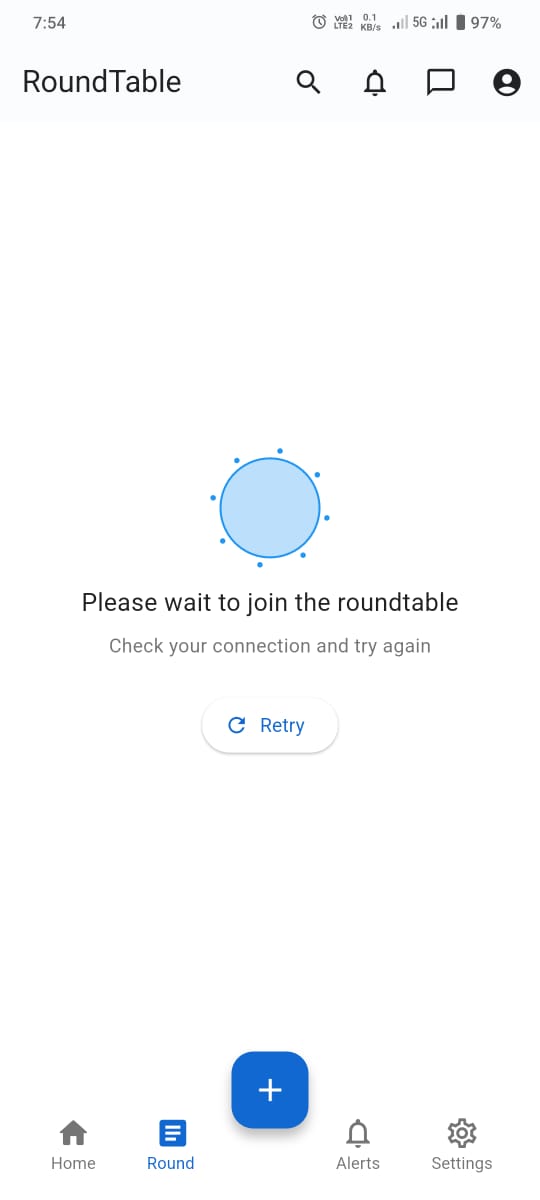 7:54
Vo))1
LTE2
0.1
KB/s
5G
97%
RoundTable
Please wait to join the roundtable
Check your connection and try again
Retry
Home
Round
Alerts
Settings